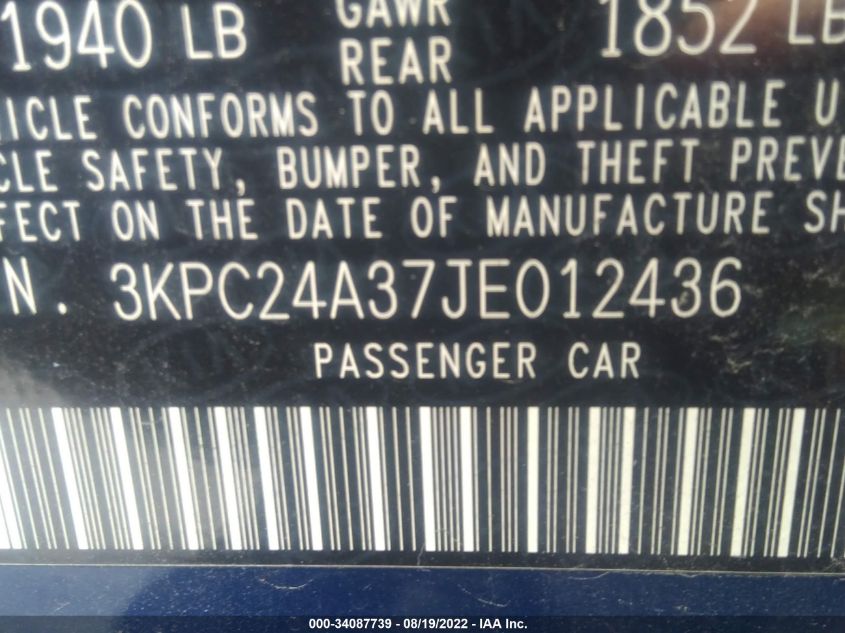 1940 LB GAWR 1852 LB
REAR
HICLE CONFORMS TO ALL APPLICABLE U
CLE SAFETY, BUMPER, AND THEFT PREVE
FECT ON THE DATE OF MANUFACTURE SH
N. 3KPC24A37JE012436
PASSENGER CAR
000-34087739 - 08/19/2022 - © IAA, Inc.